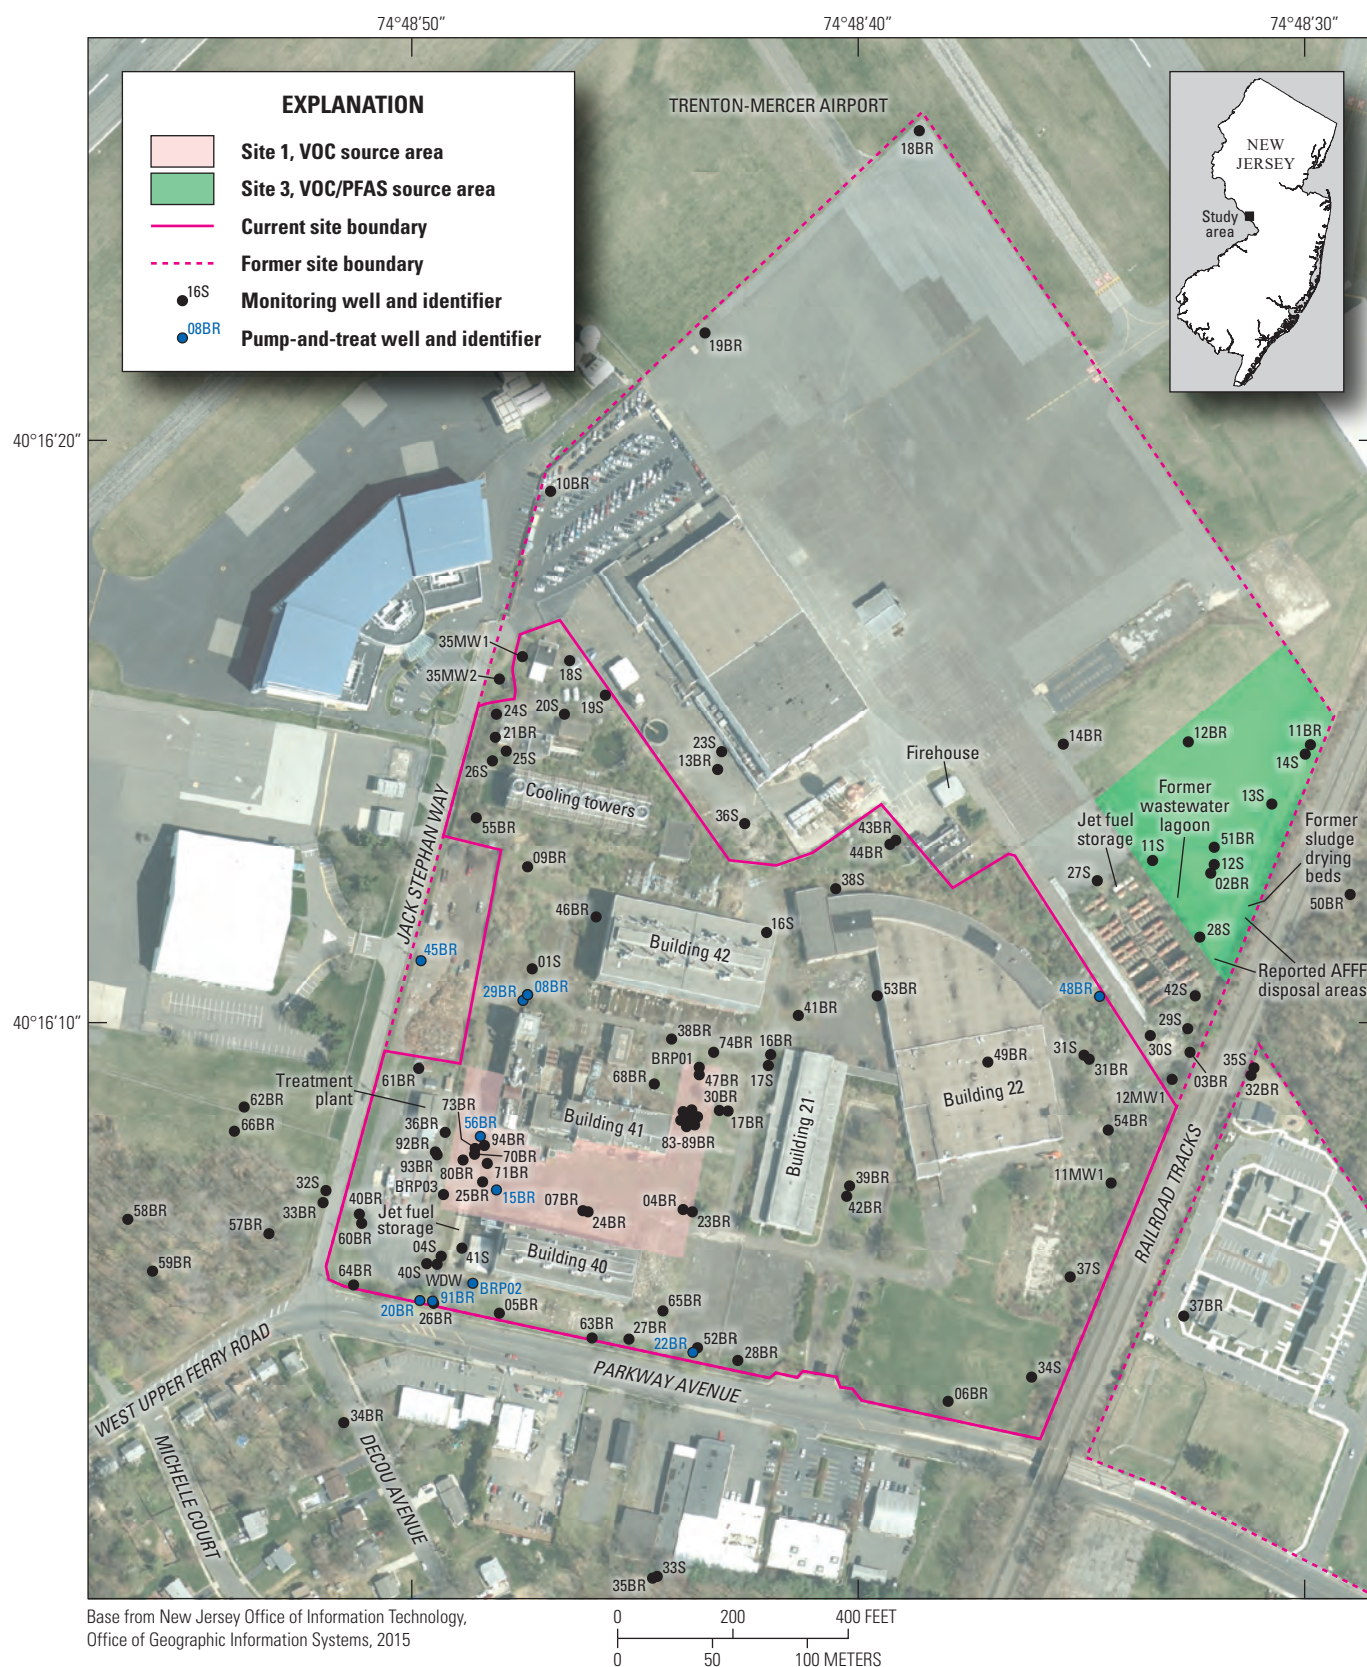 74°48'50"
74°48'40"
74°48'30"
EXPLANATION
Site 1, VOC source area
Site 3, VOC/PFAS source area
Current site boundary
Former site boundary
16S
Monitoring well and identifier
08BR
Pump-and-treat well and identifier
TRENTON-MERCER AIRPORT
18BR
NEW
JERSEY
Study
area
19BR
40°16'20"
10BR
35MW1
18S
35MW2
24S
20S
19S
21BR
25S
26S
23S
13BR
Firehouse
14BR
12BR
11BR
14S
Cooling towers
55BR
36S
43BR
44BR
Jet fuel
storage
Former
wastewater
lagoon
13S
Former
sludge
drying
beds
51BR
11S
12S
02BR
JACK STEPHAN WAY
09BR
38S
27S
50BR
46BR
Building 42
16S
28S
45BR
01S
Reported AFFF
disposal areas
29BR
08BR
53BR
48BR
42S
40°16'10"
41BR
38BR
74BR
16BR
29S
30S
BRP01
49BR
31S
31BR
03BR
35S
61BR
68BR
47BR
17S
32BR
Treatment
plant
30BR
Building 22
12MW1
62BR
73BR
56BR
Building 41
17BR
Building 21
54BR
66BR
36BR
94BR
83-89BR
92BR
70BR
93BR
80BR
71BR
32S
BRP03
25BR
15BR
39BR
11MW1
33BR
40BR
Jet fuel
storage
07BR
04BR
42BR
58BR
57BR
60BR
24BR
23BR
RAILROAD TRACKS
59BR
04S
41S
Building 40
64BR
40S
WDW
BRP02
37S
20BR
91BR
26BR
05BR
65BR
37BR
63BR
27BR
22BR
52BR
28BR
34S
WEST UPPER FERRY ROAD
PARKWAY AVENUE
06BR
34BR
MICHELLE COURT
DECOU AVENUE
33S
35BR
Base from New Jersey Office of Information Technology,
Office of Geographic Information Systems, 2015
0 200 400 FEET
0 50 100 METERS